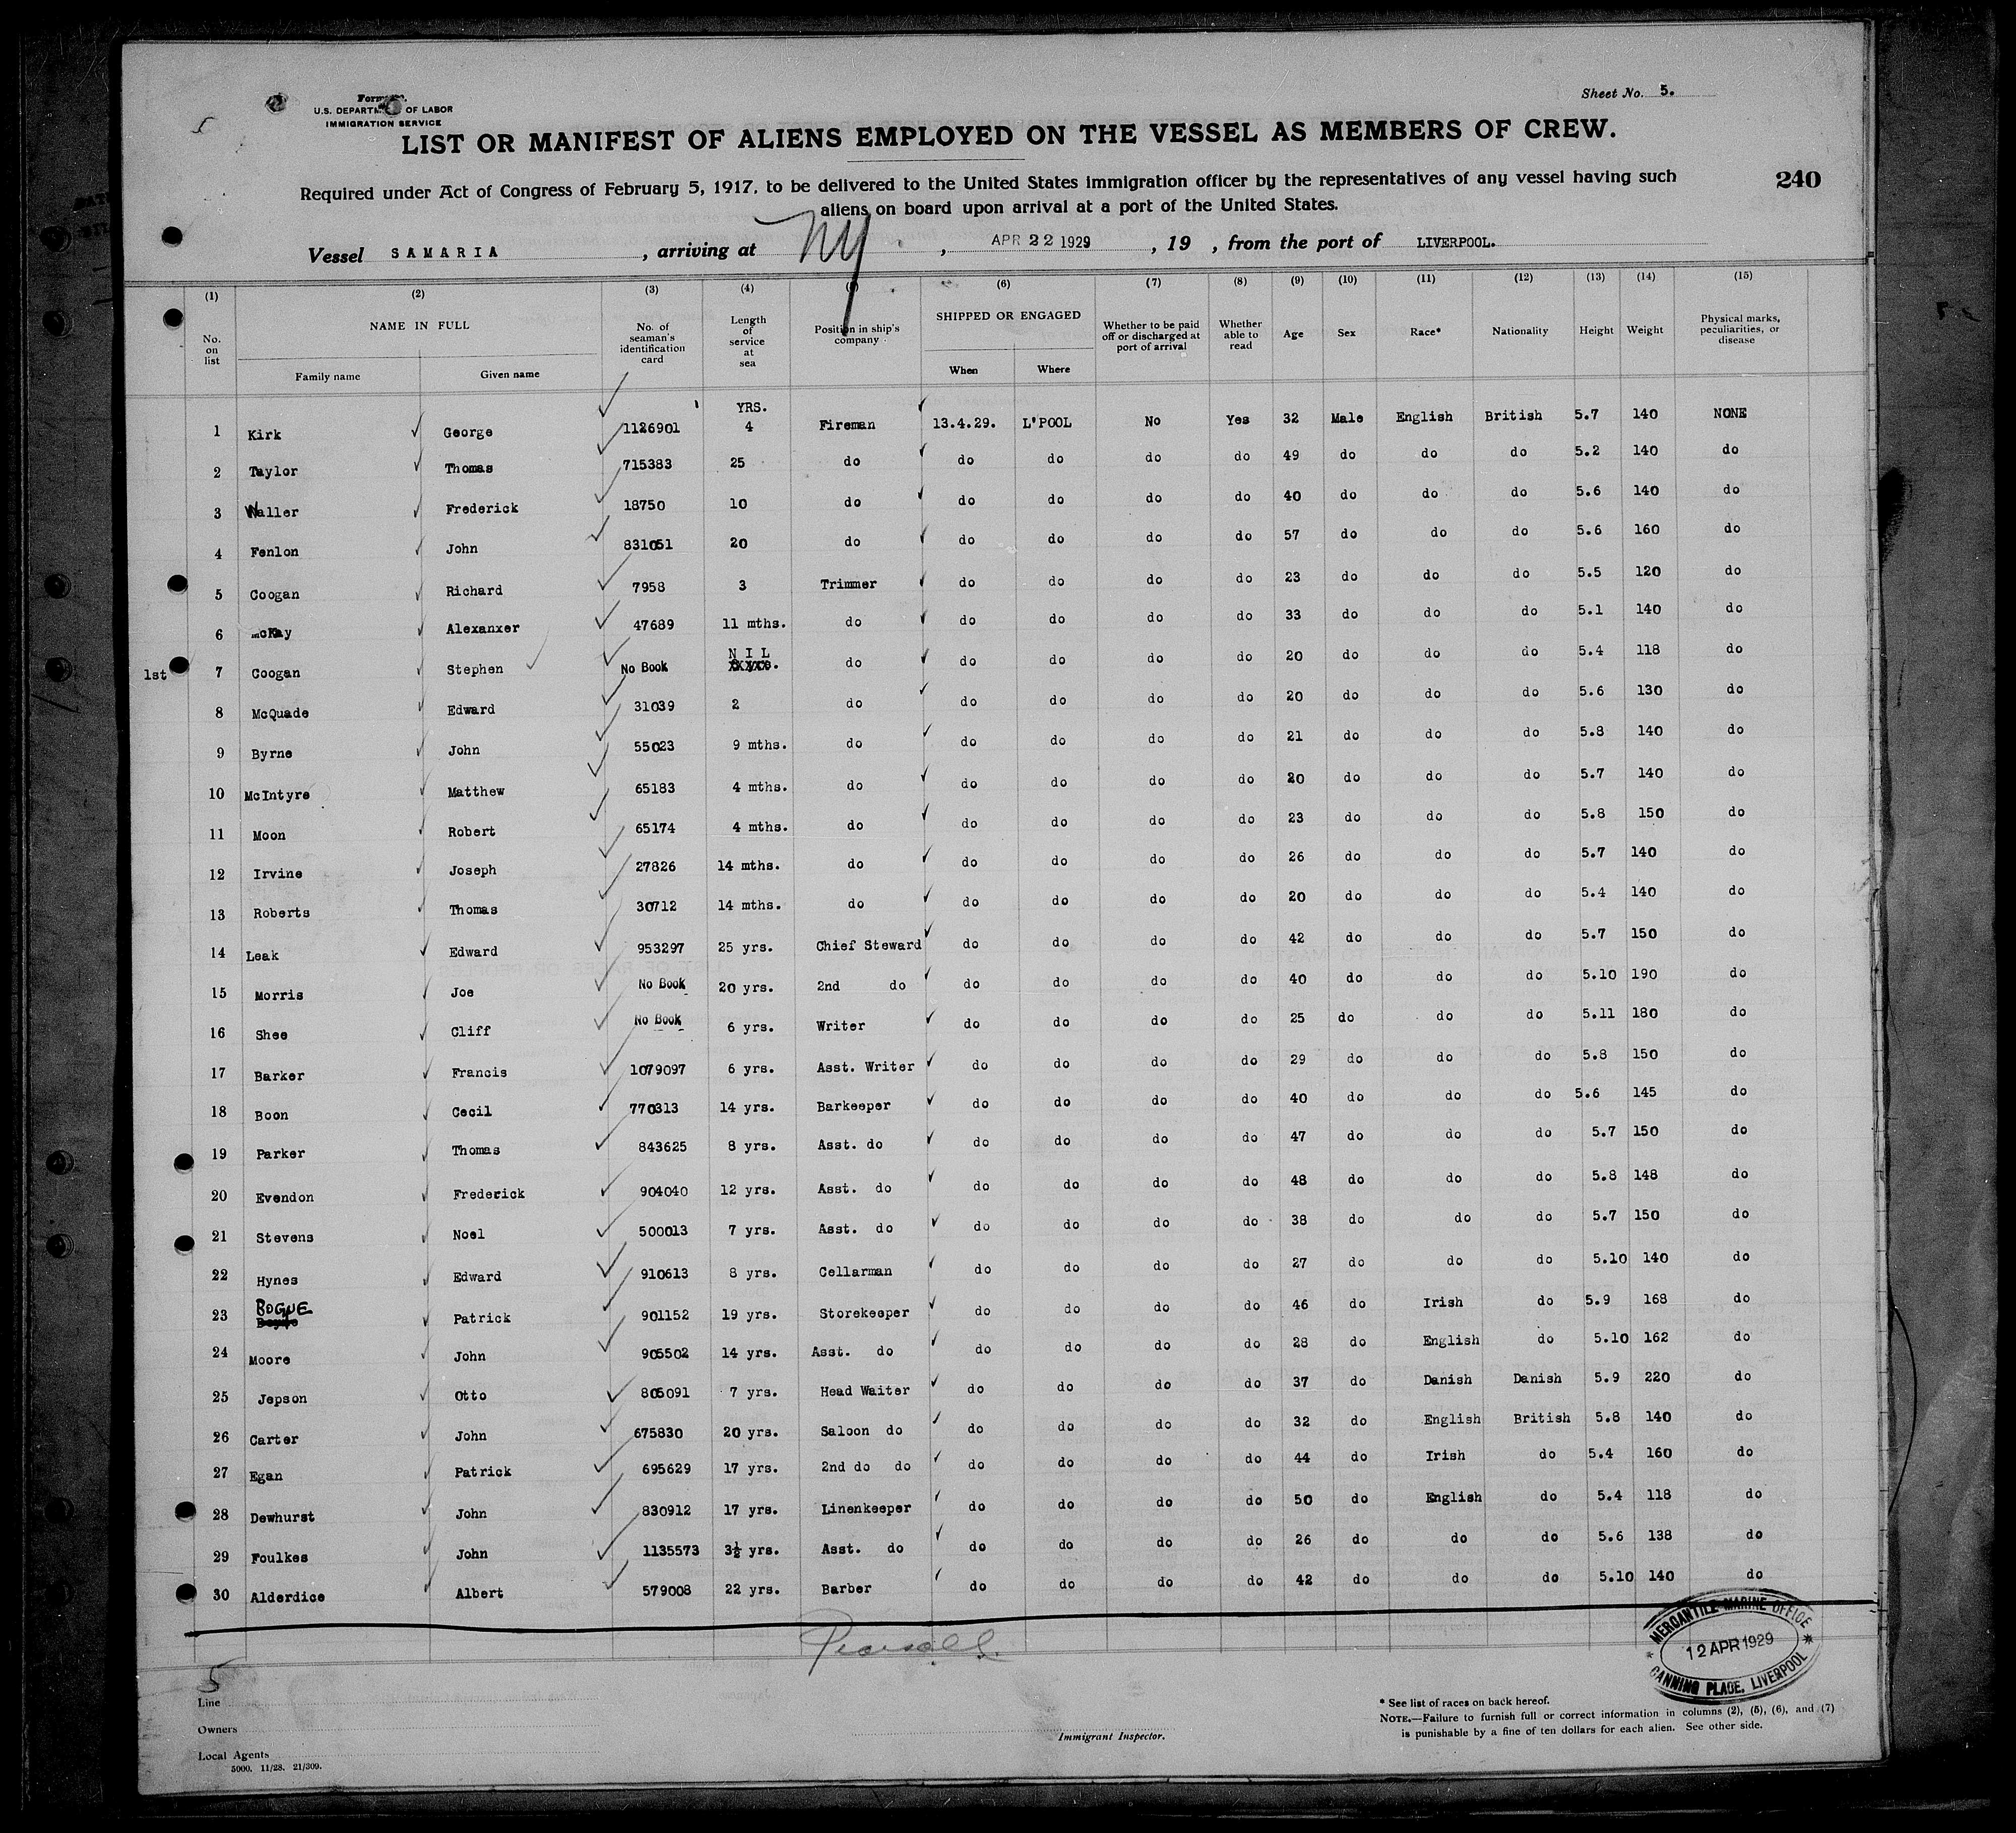 Sheet No. 5.
U.S. DEPARTM OF LABOR
IMMIGRATION SERVICE
LIST OR MANIFEST OF ALIENS EMPLOYED ON THE VESSEL AS MEMBERS OF CREW.
Required under Act of Congress of February 5, 1917, to be delivered to the United States immigration officer by the representatives of any vessel having such
aliens on board upon arrival at a port of the United States.
240
Vessel SAMARIA , arriving at NY , APR 22 1929 , 19 , from the port of LIVERPOOL.
(1) (2) (3) (4) (6) (7) (8) (9) (10) (11) (12) (13) (14) (15)
No. on list NAME IN FULL Family name Given name No. of seaman's identification card Length of service at sea Position in ship's company SHIPPED OR ENGAGED When Where Whether to be paid off or discharged at port of arrival Whether able to read Age Sex Race* Nationality Height Weight Physical marks, peculiarities, or disease
YRS.
1 Kirk George 1126901 4 Fireman 13.4.29. L'POOL No Yes 32 Male English British 5.7 140 NONE
2 Taylor Thomas 715383 25 do do do do do 49 do do do 5.2 140 do
3 Waller Frederick 18750 10 do do do do do 40 do do do 5.6 140 do
4 Fenlon John 831051 20 do do do do do 57 do do do 5.6 160 do
5 Coogan Richard 7958 3 Trimmer do do do do 23 do do do 5.5 120 do
6 McKay Alexanxer 47689 11 mths. do do do do do 33 do do do 5.1 140 do
1st 7 Coogan Stephen No Book NIL do do do do do 20 do do do 5.4 118 do
8 McQuade Edward 31039 2 do do do do do 20 do do do 5.6 130 do
9 Byrne John 55023 9 mths. do do do do do 21 do do do 5.8 140 do
10 McIntyre Matthew 65183 4 mths. do do do do do 20 do do do 5.7 140 do
11 Moon Robert 65174 4 mths. do do do do do 23 do do do 5.8 150 do
12 Irvine Joseph 27826 14 mths. do do do do do 26 do do do 5.7 140 do
13 Roberts Thomas 30712 14 mths. do do do do do 20 do do do 5.4 140 do
14 Leak Edward 953297 25 yrs. Chief Steward do do do do 42 do do do 5.7 150 do
15 Morris Joe No Book 20 yrs. 2nd do do do do do 40 do do do 5.10 190 do
16 Shee Cliff No Book 6 yrs. Writer do do do do 25 do do do 5.11 180 do
17 Barker Francis 1079097 6 yrs. Asst. Writer do do do do 29 do do do 5.8 150 do
18 Boon Cecil 770313 14 yrs. Barkeeper do do do do 40 do do do 5.6 145 do
19 Parker Thomas 843625 8 yrs. Asst. do do do do do 47 do do do 5.7 150 do
20 Evendon Frederick 904040 12 yrs. Asst. do do do do do 48 do do do 5.8 148 do
21 Stevens Noel 500013 7 yrs. Asst. do do do do do 38 do do do 5.7 150 do
22 Hynes Edward 910613 8 yrs. Cellarman do do do do 27 do do do 5.10 140 do
23 BOGUE Patrick 901152 19 yrs. Storekeeper do do do do 46 do Irish do 5.9 168 do
24 Moore John 905502 14 yrs. Asst. do do do do do 28 do English do 5.10 162 do
25 Jepson Otto 805091 7 yrs. Head Waiter do do do do 37 do Danish Danish 5.9 220 do
26 Carter John 675830 20 yrs. Saloon do do do do do 32 do English British 5.8 140 do
27 Egan Patrick 695629 17 yrs. 2nd do do do do do do 44 do Irish do 5.4 160 do
28 Dewhurst John 830912 17 yrs. Linenkeeper do do do do 50 do English do 5.4 118 do
29 Foulkes John 1135573 3½ yrs. Asst. do do do do do 26 do do do 5.6 138 do
30 Alderdice Albert 579008 22 yrs. Barber do do do do 42 do do do 5.10 140 do
MERCANTILE MARINE OFFICE
12 APR 1929
CANNING PLACE, LIVERPOOL
5
Line
Owners
Local Agents
5000. 11/28. 21/309.
Immigrant Inspector.
* See list of races on back hereof.
NOTE.—Failure to furnish full or correct information in columns (2), (5), (6), and (7)
is punishable by a fine of ten dollars for each alien. See other side.